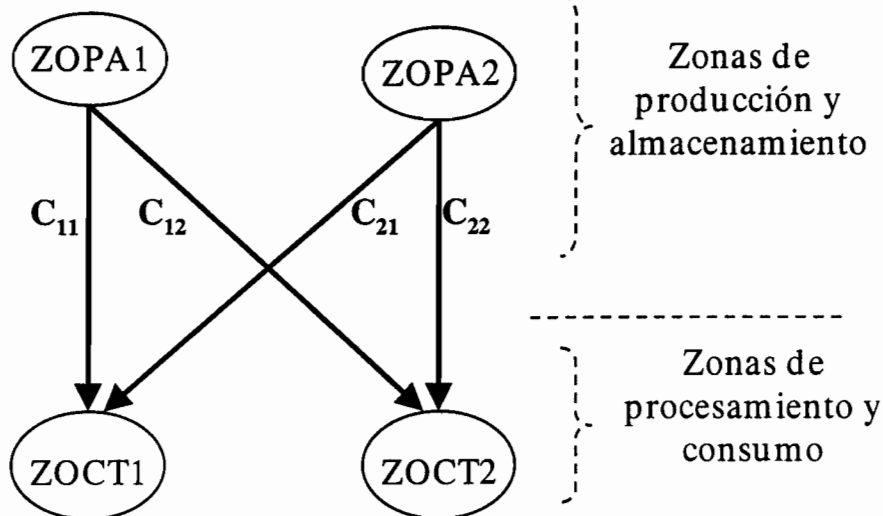 ZOPA1
ZOPA2
Zonas de
producción y
almacenamiento
C₁₁
C₁₂
C₂₁
C₂₂
Zonas de
procesamiento y
consumo
ZOCT1
ZOCT2